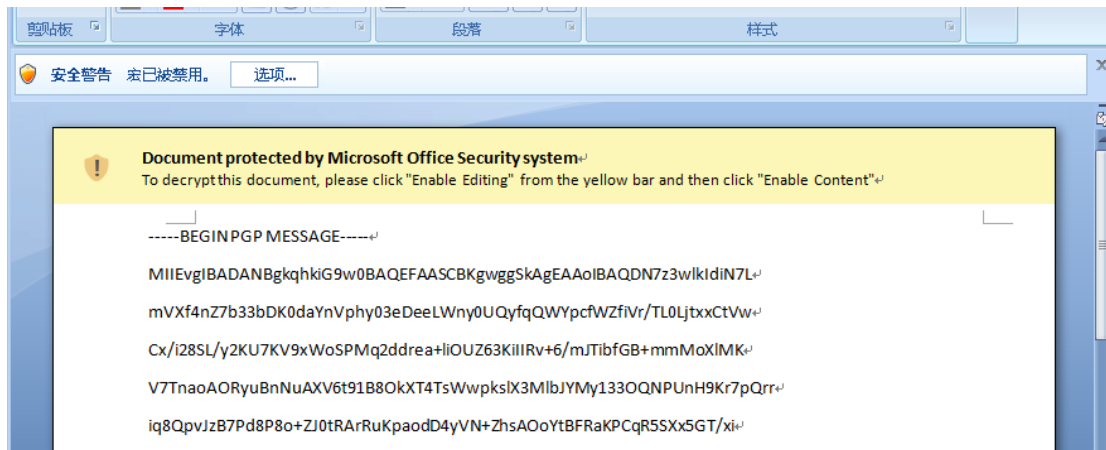 剪贴板
字体
段落
样式
安全警告 宏已被禁用。 选项...
Document protected by Microsoft Office Security system
To decrypt this document, please click "Enable Editing" from the yellow bar and then click "Enable Content"
-----BEGIN PGP MESSAGE-----
MIIEvgIBADANBgkqhkiG9w0BAQEFAASCBKgwggSkAgEAAoIBAQDN7z3wlkIdiN7L
mVXf4nZ7b33bDK0daYnVphy03eDeeLWny0UQyfqQWYpcfWZfiVr/TL0LjtxxCtVw
Cx/i28SL/y2KU7KV9xWoSPMq2ddrea+liOUZ63KiIIRv+6/mJTibfGB+mmMoXlMK
V7TnaoAORyuBnNuAXV6t91B8OkXT4TsWwpkslX3MlbJYMy133OQNPUnH9Kr7pQrr
iq8QpvJzB7Pd8P8o+ZJ0tRArRuKpaodD4yVN+ZhsAOoYtBFRaKPCqR5SXx5GT/xi